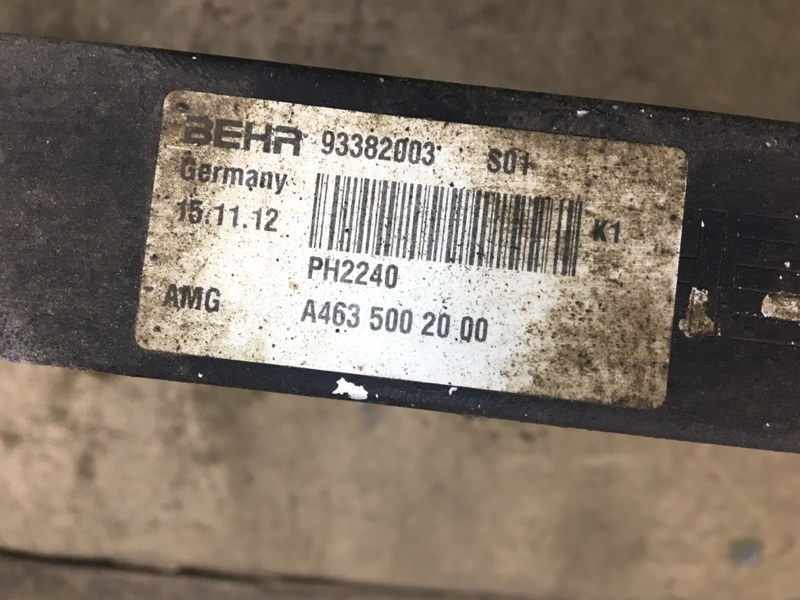 BEHR 93382003 S01
Germany
15.11.12 K1
PH2240
AMG A463 500 20 00